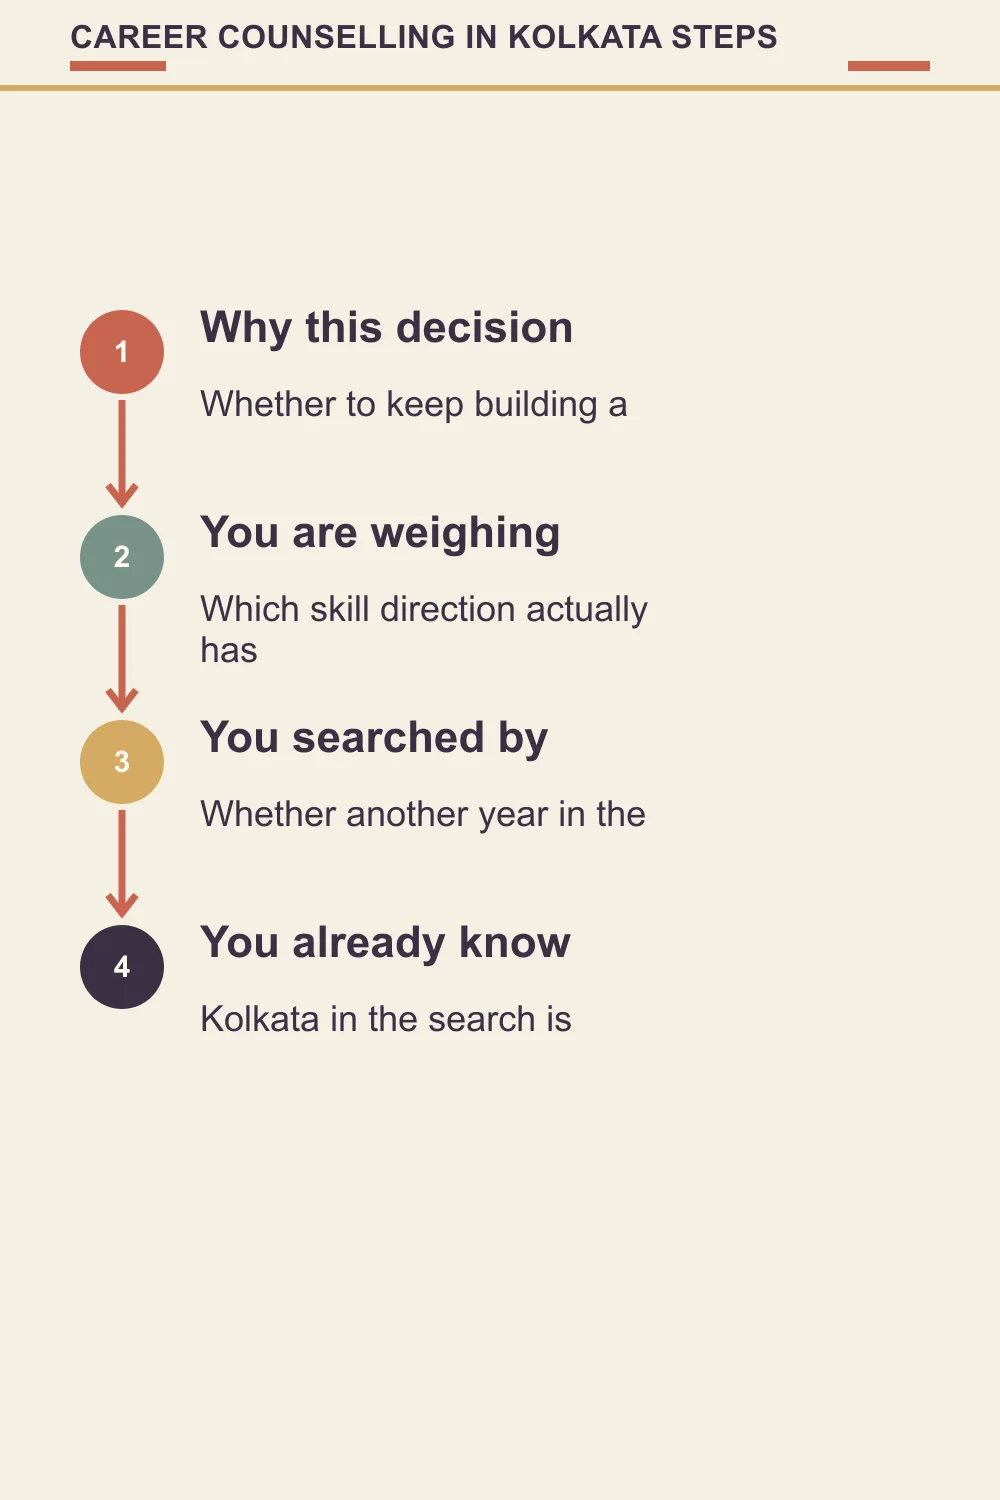 CAREER COUNSELLING IN KOLKATA STEPS
1
Why this decision
Whether to keep building a
2
You are weighing
Which skill direction actually
has
3
You searched by
Whether another year in the
4
You already know
Kolkata in the search is